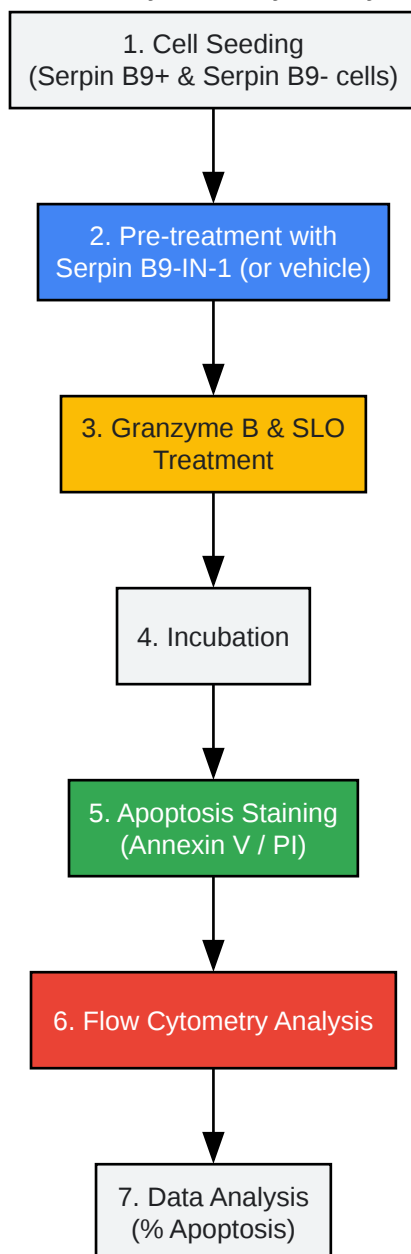 1. Cell Seeding
(Serpin B9+ & Serpin B9- cells)
2. Pre-treatment with
Serpin B9-IN-1 (or vehicle)
3. Granzyme B & SLO
Treatment
4. Incubation
5. Apoptosis Staining
(Annexin V / PI)
6. Flow Cytometry Analysis
7. Data Analysis
(% Apoptosis)